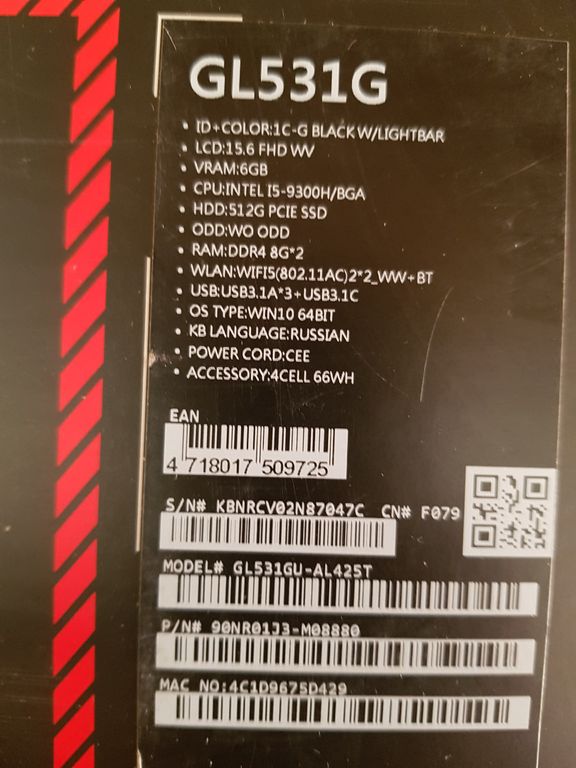 GL531G
• ID+COLOR:1C-G BLACK W/LIGHTBAR
• LCD:15.6 FHD WV
• VRAM:6GB
• CPU:INTEL I5-9300H/BGA
• HDD:512G PCIE SSD
• ODD:WO ODD
• RAM:DDR4 8G*2
• WLAN:WIFI5(802.11AC)2*2_WW+BT
• USB:USB3.1A*3+USB3.1C
• OS TYPE:WIN10 64BIT
• KB LANGUAGE:RUSSIAN
• POWER CORD:CEE
• ACCESSORY:4CELL 66WH
EAN
4 718017 509725
S/N# KBNRCV02N87047C CN# F079
MODEL# GL531GU-AL425T
P/N# 90NR01J3-M08880
MAC NO:4C1D9675D429